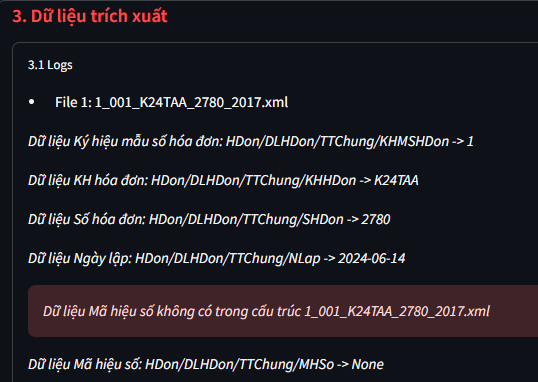 3. Dữ liệu trích xuất
3.1 Logs
• File 1: 1_001_K24TAA_2780_2017.xml
Dữ liệu Ký hiệu mẫu số hóa đơn: HDon/DLHDon/TTChung/KHMSHDon -> 1
Dữ liệu KH hóa đơn: HDon/DLHDon/TTChung/KHHDon -> K24TAA
Dữ liệu Số hóa đơn: HDon/DLHDon/TTChung/SHDon -> 2780
Dữ liệu Ngày lập: HDon/DLHDon/TTChung/NLap -> 2024-06-14
Dữ liệu Mã hiệu số không có trong cấu trúc 1_001_K24TAA_2780_2017.xml
Dữ liệu Mã hiệu số: HDon/DLHDon/TTChung/MHSo -> None